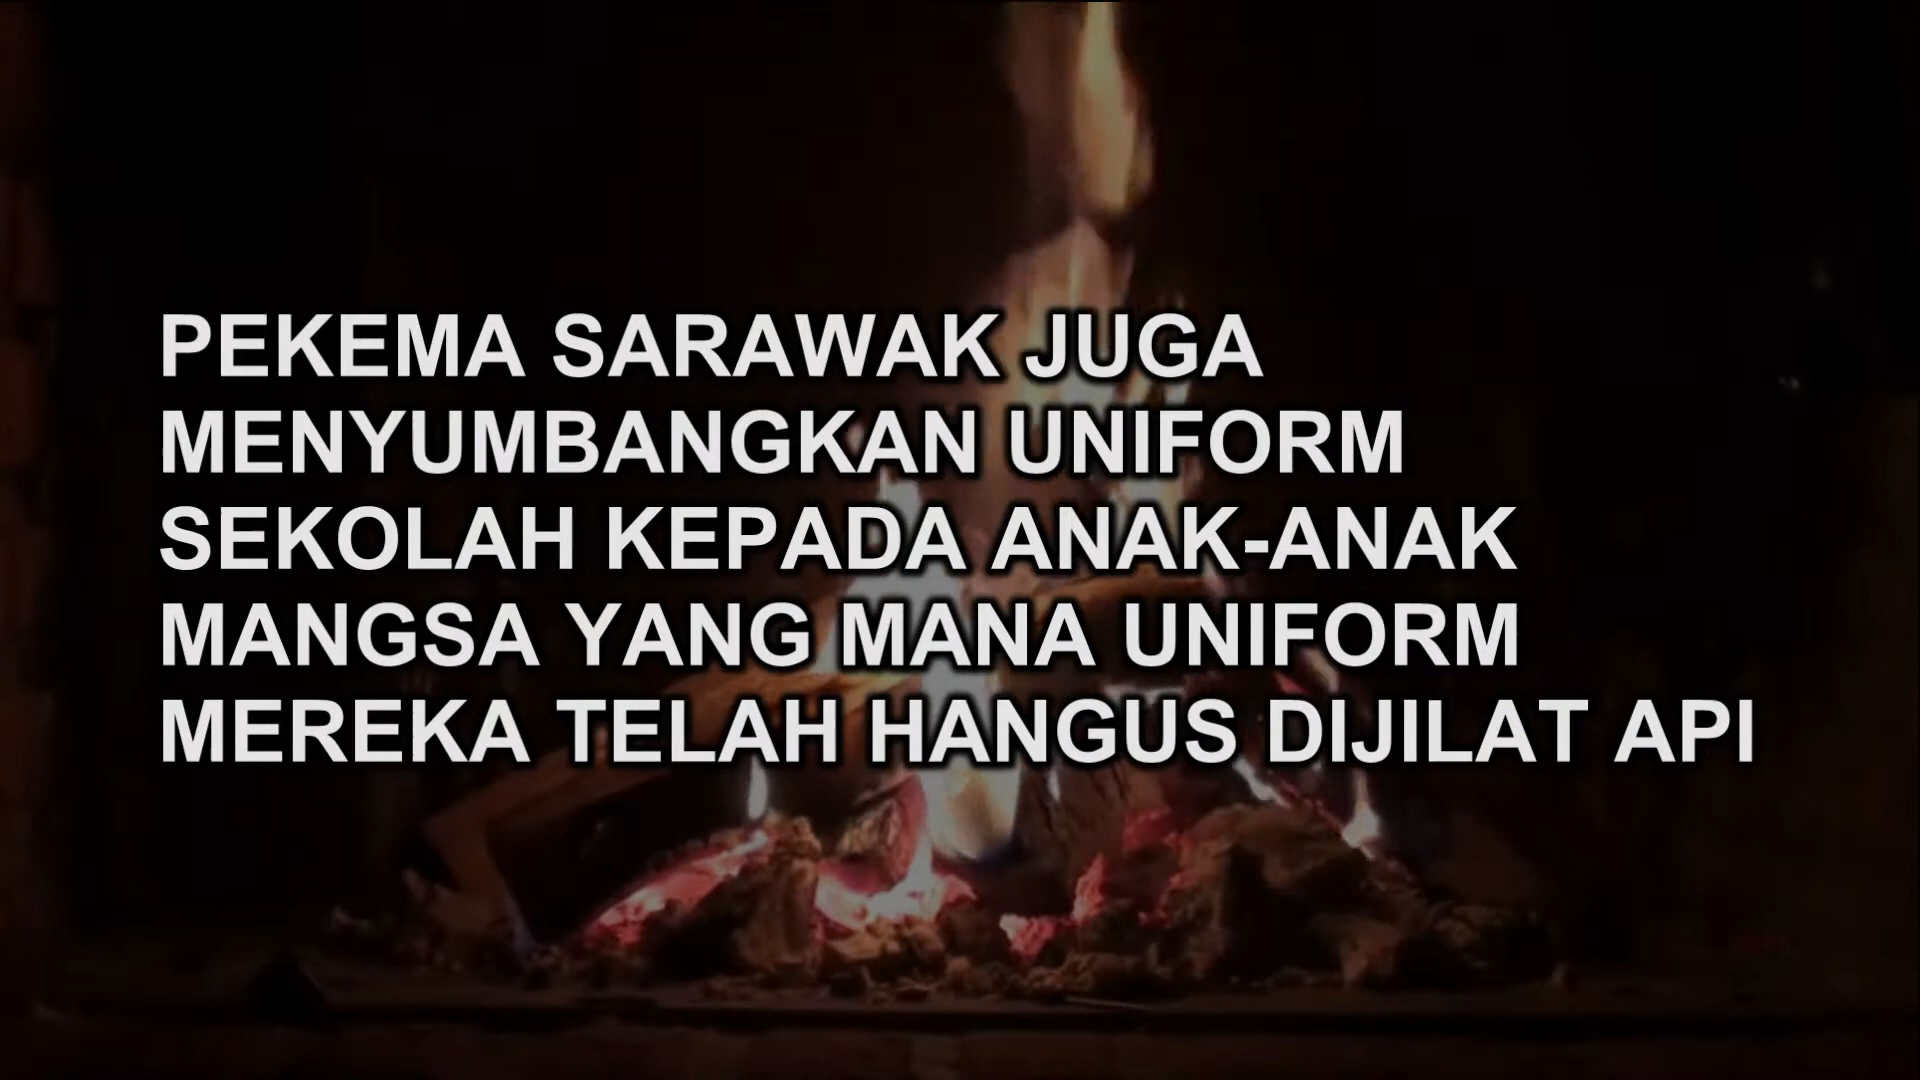 PEKEMA SARAWAK JUGA
MENYUMBANGKAN UNIFORM
SEKOLAH KEPADA ANAK-ANAK
MANGSA YANG MANA UNIFORM
MEREKA TELAH HANGUS DIJILAT API